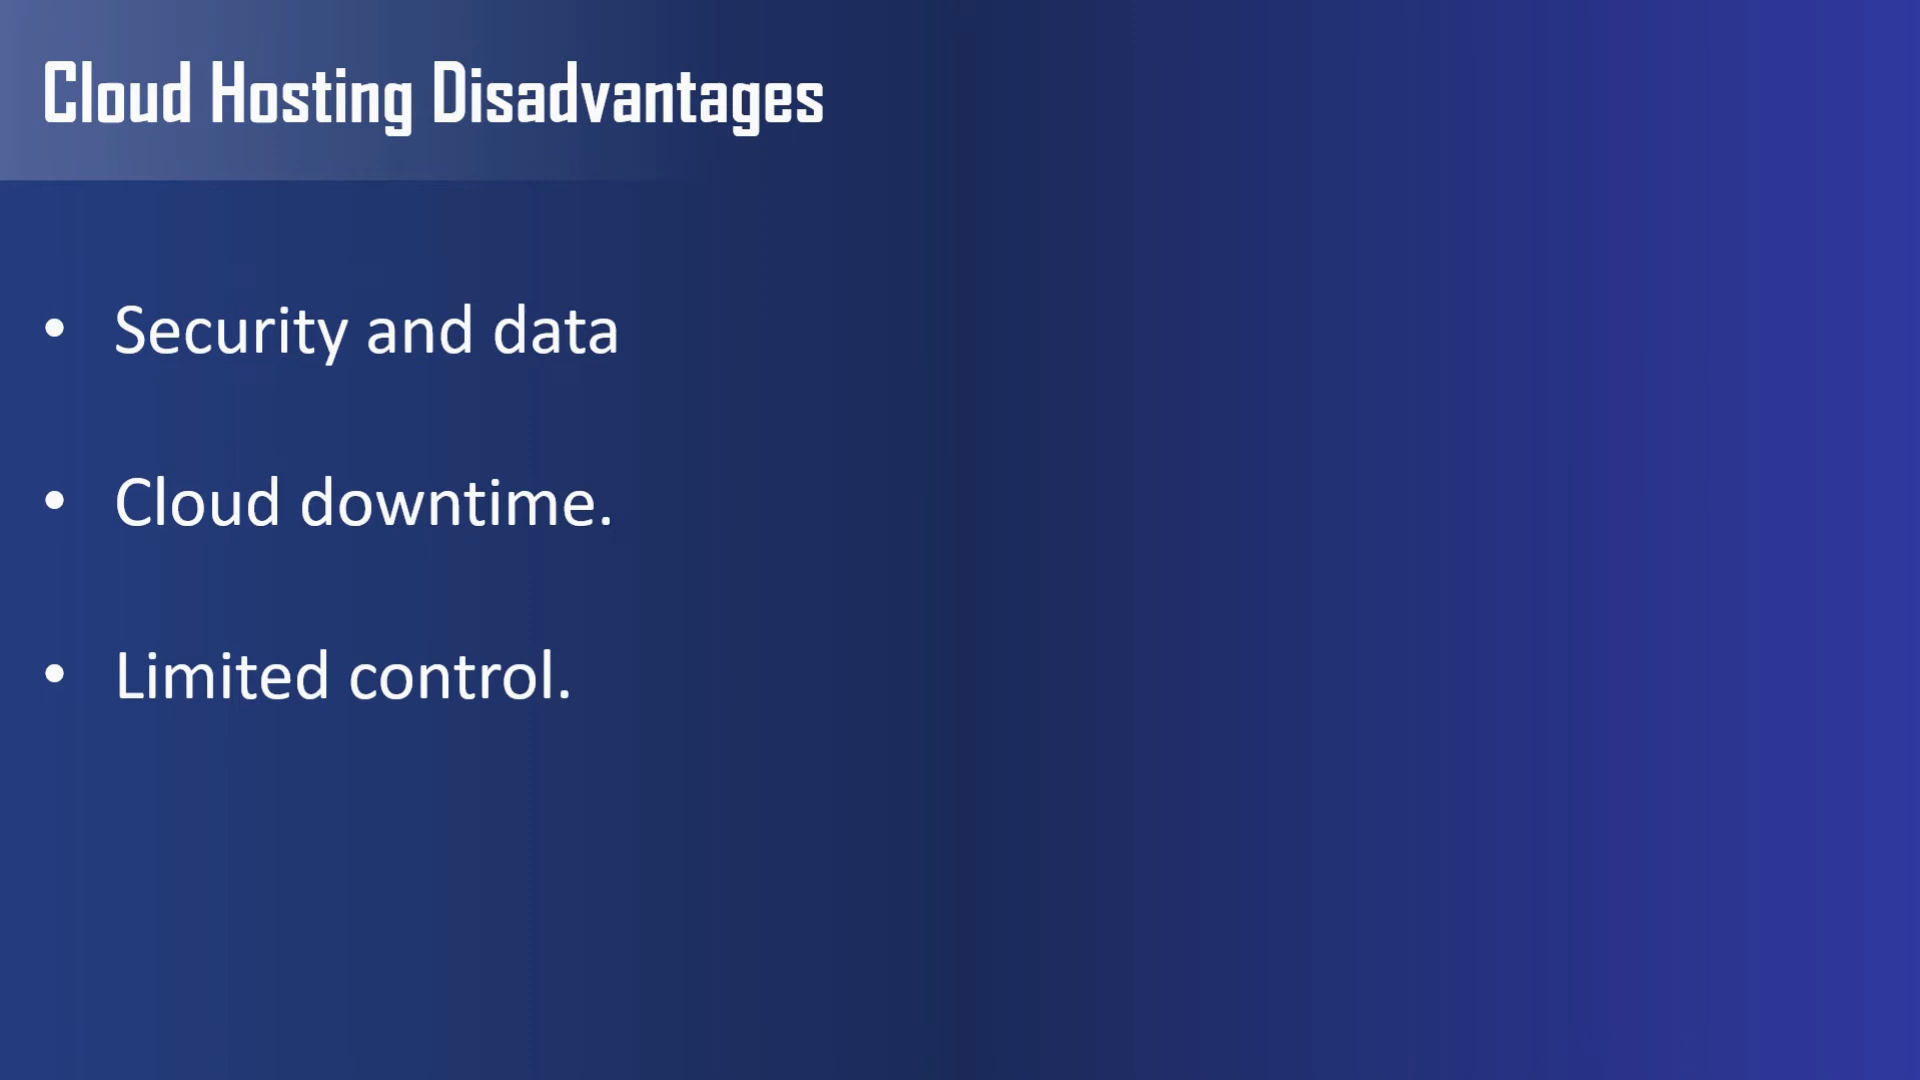 Cloud Hosting Disadvantages
• Security and data
• Cloud downtime.
• Limited control.